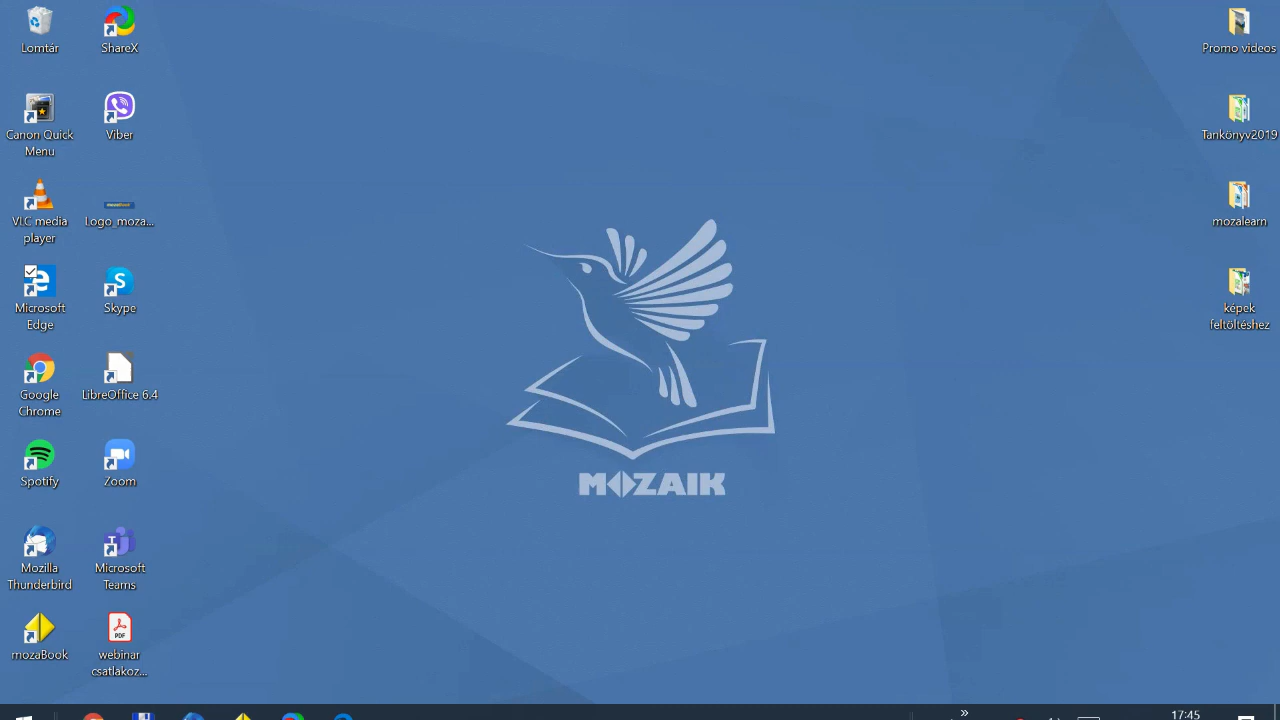 Lomtár
ShareX
Canon Quick
Menu
Viber
VLC media
player
Logo_moza...
Microsoft
Edge
Skype
Google
Chrome
LibreOffice 6.4
Spotify
Zoom
Mozilla
Thunderbird
Microsoft
Teams
mozaBook
PDF
webinar
csatlakoz...
MOZAIK
Promo videos
Tankönyv2019
mozalearn
képek
feltöltéshez
17:45